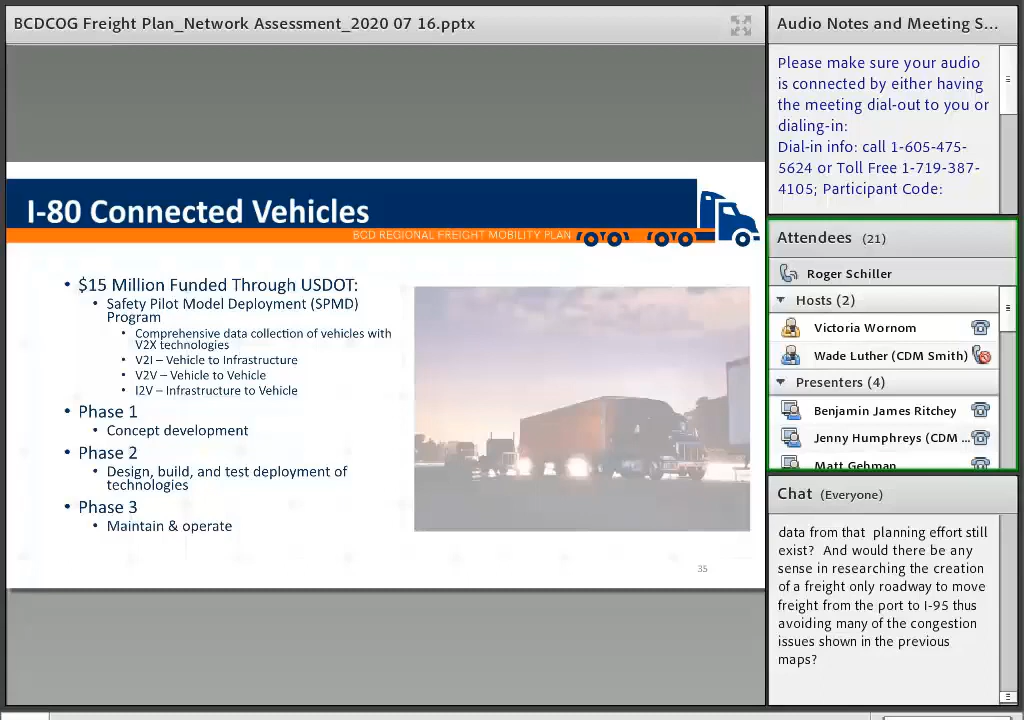 BCDCOG Freight Plan_Network Assessment_2020 07 16.pptx
I-80 Connected Vehicles
BCD REGIONAL FREIGHT MOBILITY PLAN
• $15 Million Funded Through USDOT:
• Safety Pilot Model Deployment (SPMD)
Program
• Comprehensive data collection of vehicles with
V2X technologies
• V2I – Vehicle to Infrastructure
• V2V – Vehicle to Vehicle
• I2V – Infrastructure to Vehicle
• Phase 1
• Concept development
• Phase 2
• Design, build, and test deployment of
technologies
• Phase 3
• Maintain & operate
35
Audio Notes and Meeting S...
Please make sure your audio
is connected by either having
the meeting dial-out to you or
dialing-in:
Dial-in info: call 1-605-475-
5624 or Toll Free 1-719-387-
4105; Participant Code:
Attendees (21)
Roger Schiller
Hosts (2)
Victoria Wornom
Wade Luther (CDM Smith)
Presenters (4)
Benjamin James Ritchey
Jenny Humphreys (CDM ...
Matt Gehman
Chat (Everyone)
data from that planning effort still
exist? And would there be any
sense in researching the creation
of a freight only roadway to move
freight from the port to I-95 thus
avoiding many of the congestion
issues shown in the previous
maps?